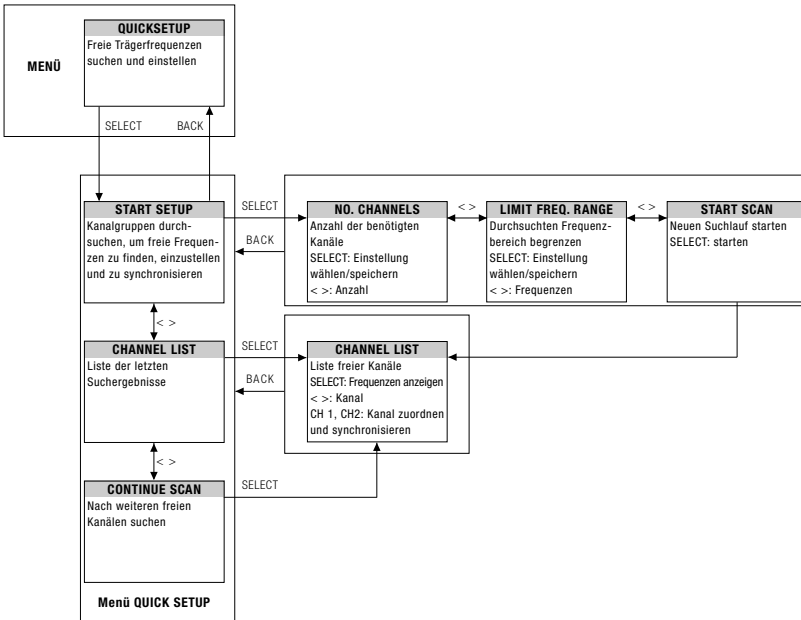 QUICKSETUP
Freie Trägerfrequenzen
suchen und einstellen
MENÜ
SELECT
BACK
START SETUP
Kanalgruppen durch-
suchen, um freie Frequen-
zen zu finden, einzustellen
und zu synchronisieren
SELECT
BACK
NO. CHANNELS
Anzahl der benötigten
Kanäle
SELECT: Einstellung
wählen/speichern
< >: Anzahl
< >
LIMIT FREQ. RANGE
Durchsuchten Frequenz-
bereich begrenzen
SELECT: Einstellung
wählen/speichern
< >: Frequenzen
< >
START SCAN
Neuen Suchlauf starten
SELECT: starten
< >
CHANNEL LIST
Liste der letzten
Suchergebnisse
SELECT
BACK
CHANNEL LIST
Liste freier Kanäle
SELECT: Frequenzen anzeigen
< >: Kanal
CH 1, CH2: Kanal zuordnen
und synchronisieren
< >
CONTINUE SCAN
Nach weiteren freien
Kanälen suchen
SELECT
Menü QUICK SETUP